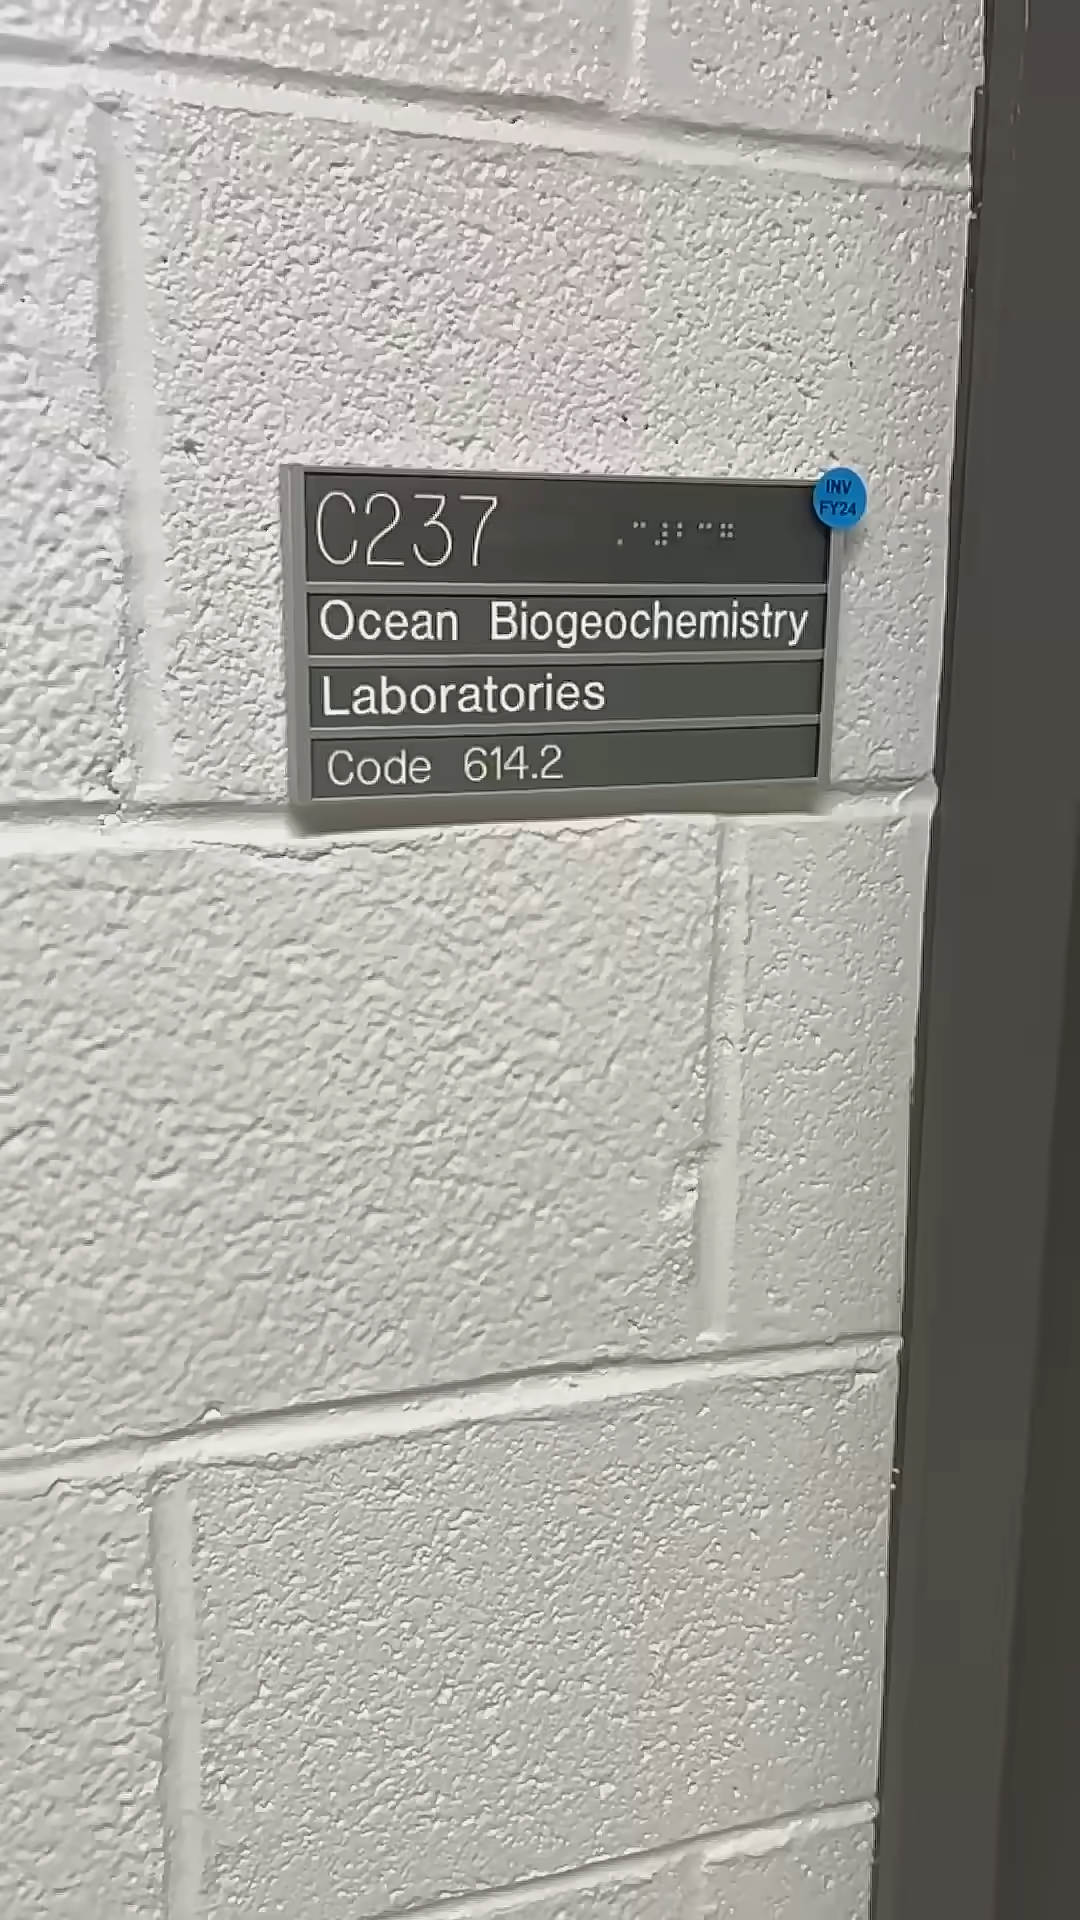 C237
INV
FY24
Ocean Biogeochemistry
Laboratories
Code 614.2